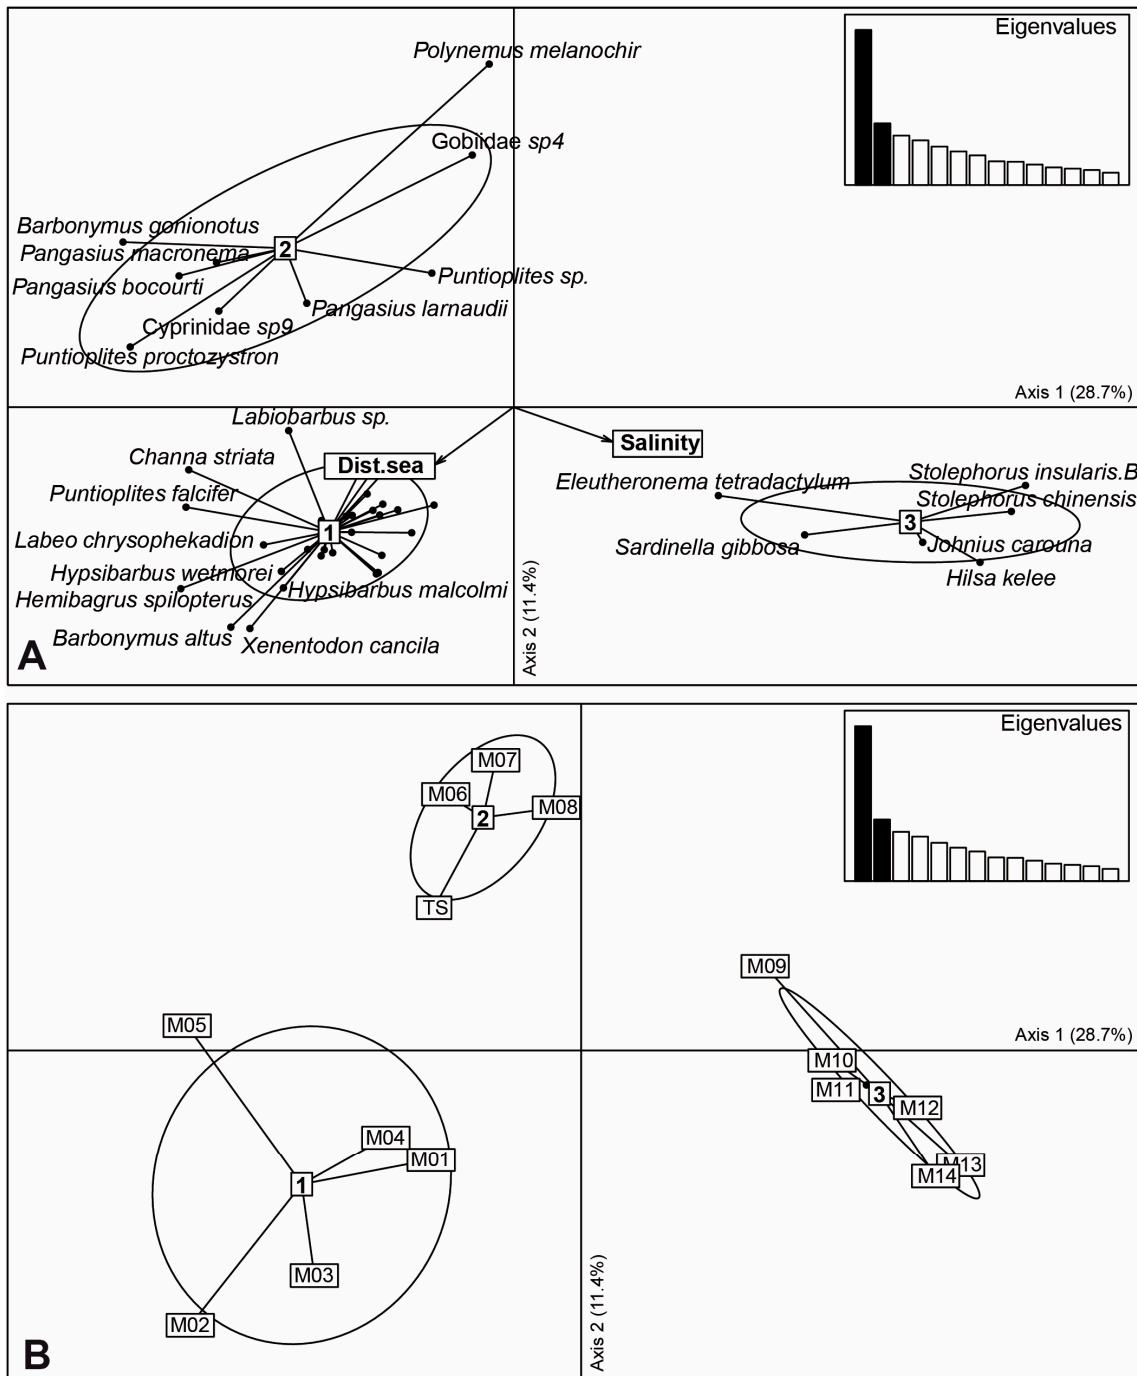 Eigenvalues
Polynemus melanochir
Gobiidae sp4
Barbonymus gonionotus
Pangasius macronema
2
Pangasius bocourti
Puntioplites sp.
Pangasius larnaudii
Cyprinidae sp9
Puntioplites proctozystron
Axis 1 (28.7%)
Labiobarbus sp.
Salinity
Channa striata
Dist.sea
Eleutheronema tetradactylum
Stolephorus insularis.B
Puntioplites falcifer
Stolephorus chinensis
1
3
Labeo chrysophekadion
Sardinella gibbosa
Johnius carouna
Hypsibarbus wetmorei
Hilsa kelee
Hemibagrus spilopterus
Hypsibarbus malcolmi
Barbonymus altus
Xenentodon cancila
Axis 2 (11.4%)
A
Eigenvalues
M07
M06
M08
2
TS
M09
M05
Axis 1 (28.7%)
M10
M11
3
M12
M04
M01
M13
M14
1
M03
M02
Axis 2 (11.4%)
B